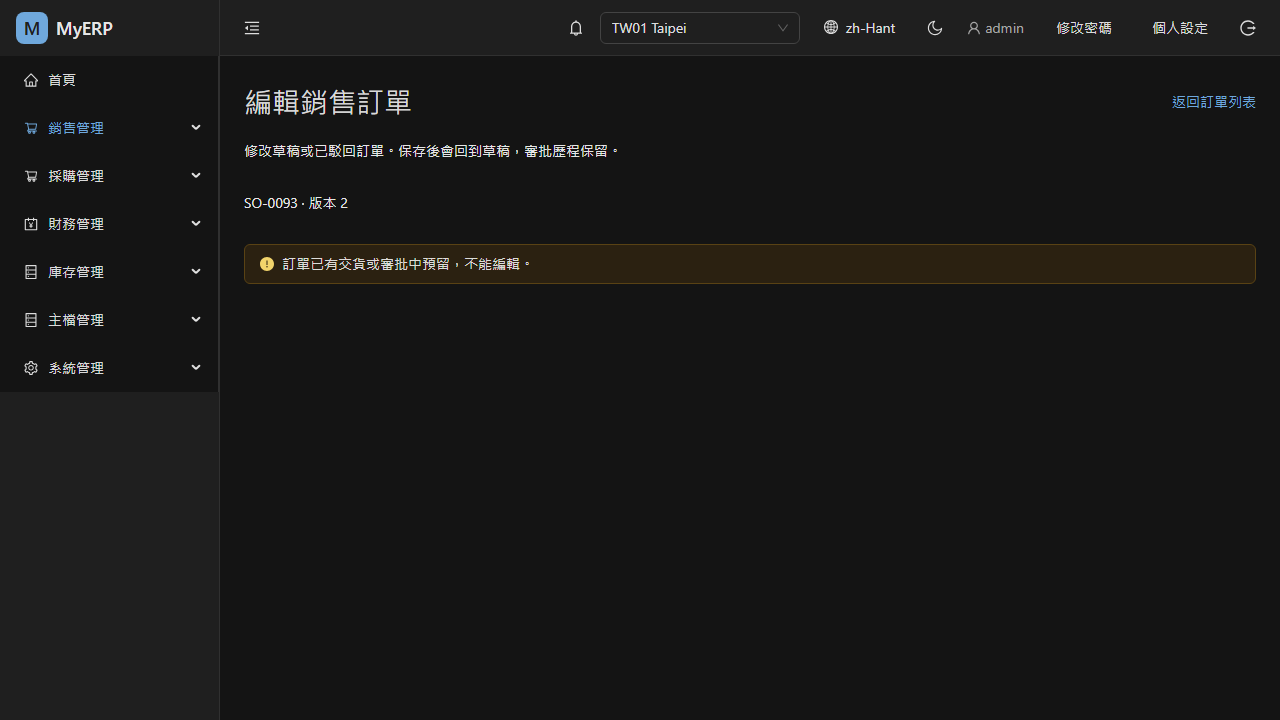 M MyERP
TW01 Taipei
zh-Hant
admin
修改密碼
個人設定
首頁
銷售管理
採購管理
財務管理
庫存管理
主檔管理
系統管理
編輯銷售訂單
返回訂單列表
修改草稿或已駁回訂單。保存後會回到草稿，審批歷程保留。
SO-0093 · 版本 2
訂單已有交貨或審批中預留，不能編輯。